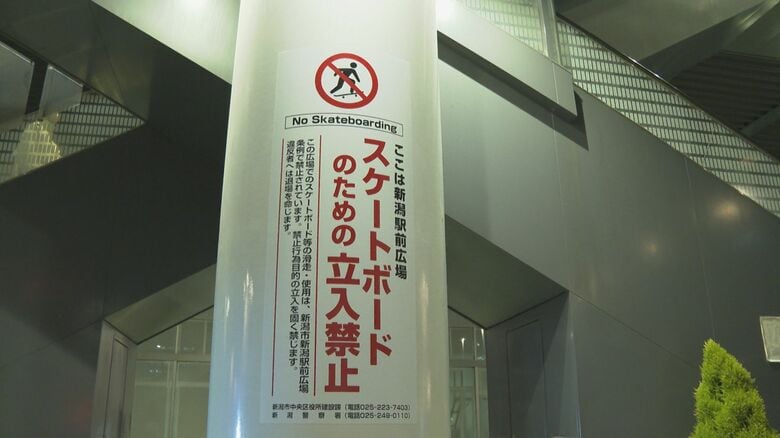 No Skateboarding
ここは新潟駅前広場
スケートボード
のための立入禁止
この広場でのスケートボード等の滑走・使用は、新潟市新潟駅前広場
条例で禁止されています。禁止行為目的の立入を固く禁じます。
違反者へは退場を命じます。
新潟市中央区役所建設課（電話025-223-7403）
新潟警察署（電話025-249-0110）